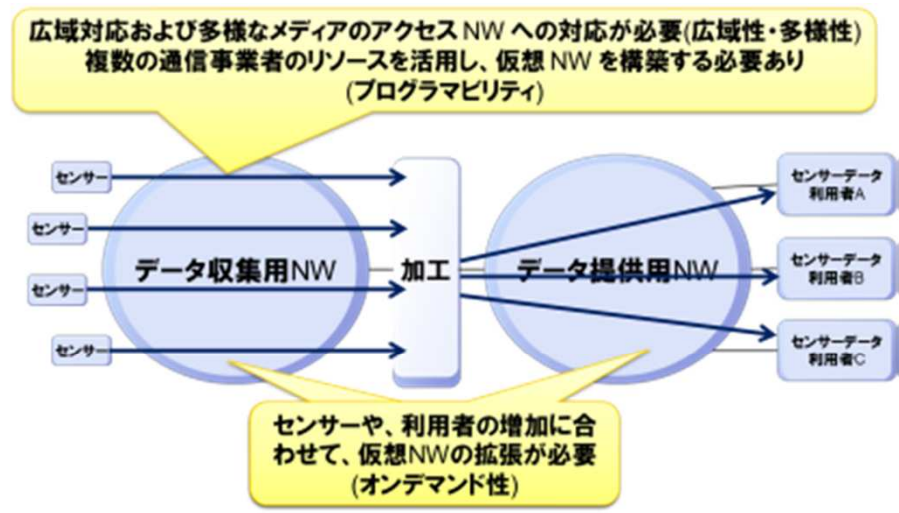 広域対応および多様なメディアのアクセス NW への対応が必要(広域性・多様性)
複数の通信事業者のリソースを活用し、仮想 NW を構築する必要あり
(プログラマビリティ)
センサー
センサー
センサー
センサー
データ収集用NW
加工
データ提供用NW
センサーデータ
利用者A
センサーデータ
利用者B
センサーデータ
利用者C
センサーや、利用者の増加に合
わせて、仮想NWの拡張が必要
(オンデマンド性)